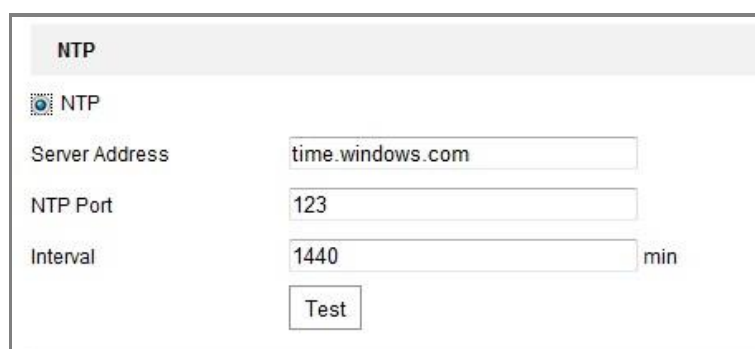 NTP
NTP
Server Address time.windows.com
NTP Port 123
Interval 1440 min
Test